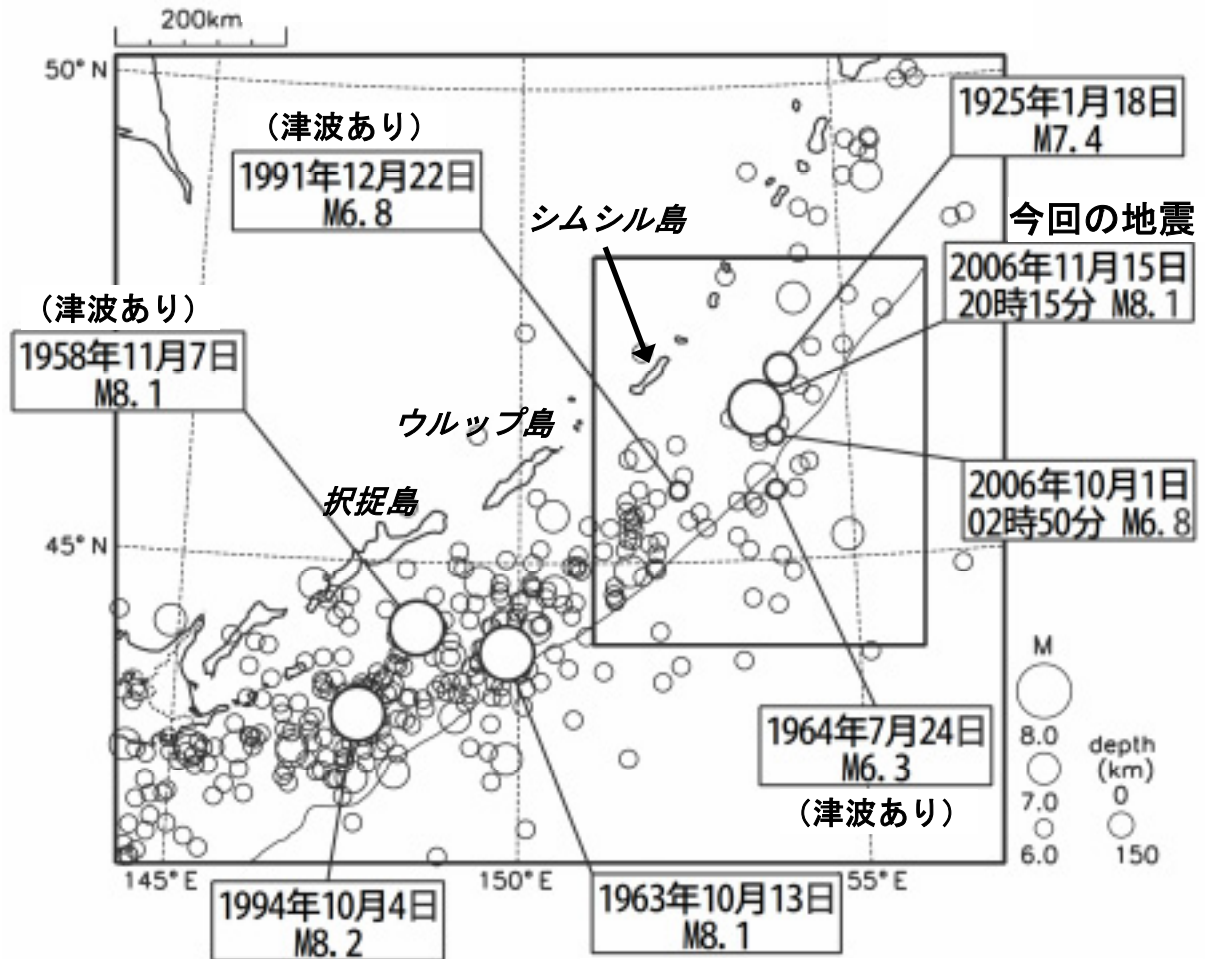 200km
50°N
1925年1月18日
M7.4
(津波あり)
1991年12月22日
M6.8
シムシル島
今回の地震
2006年11月15日
20時15分 M8.1
(津波あり)
1958年11月7日
M8.1
ウルップ島
択捉島
2006年10月1日
02時50分 M6.8
45°N
M
8.0
7.0
6.0
depth
(km)
0
150
1964年7月24日
M6.3
(津波あり)
145°E
150°E
55°E
1994年10月4日
M8.2
1963年10月13日
M8.1